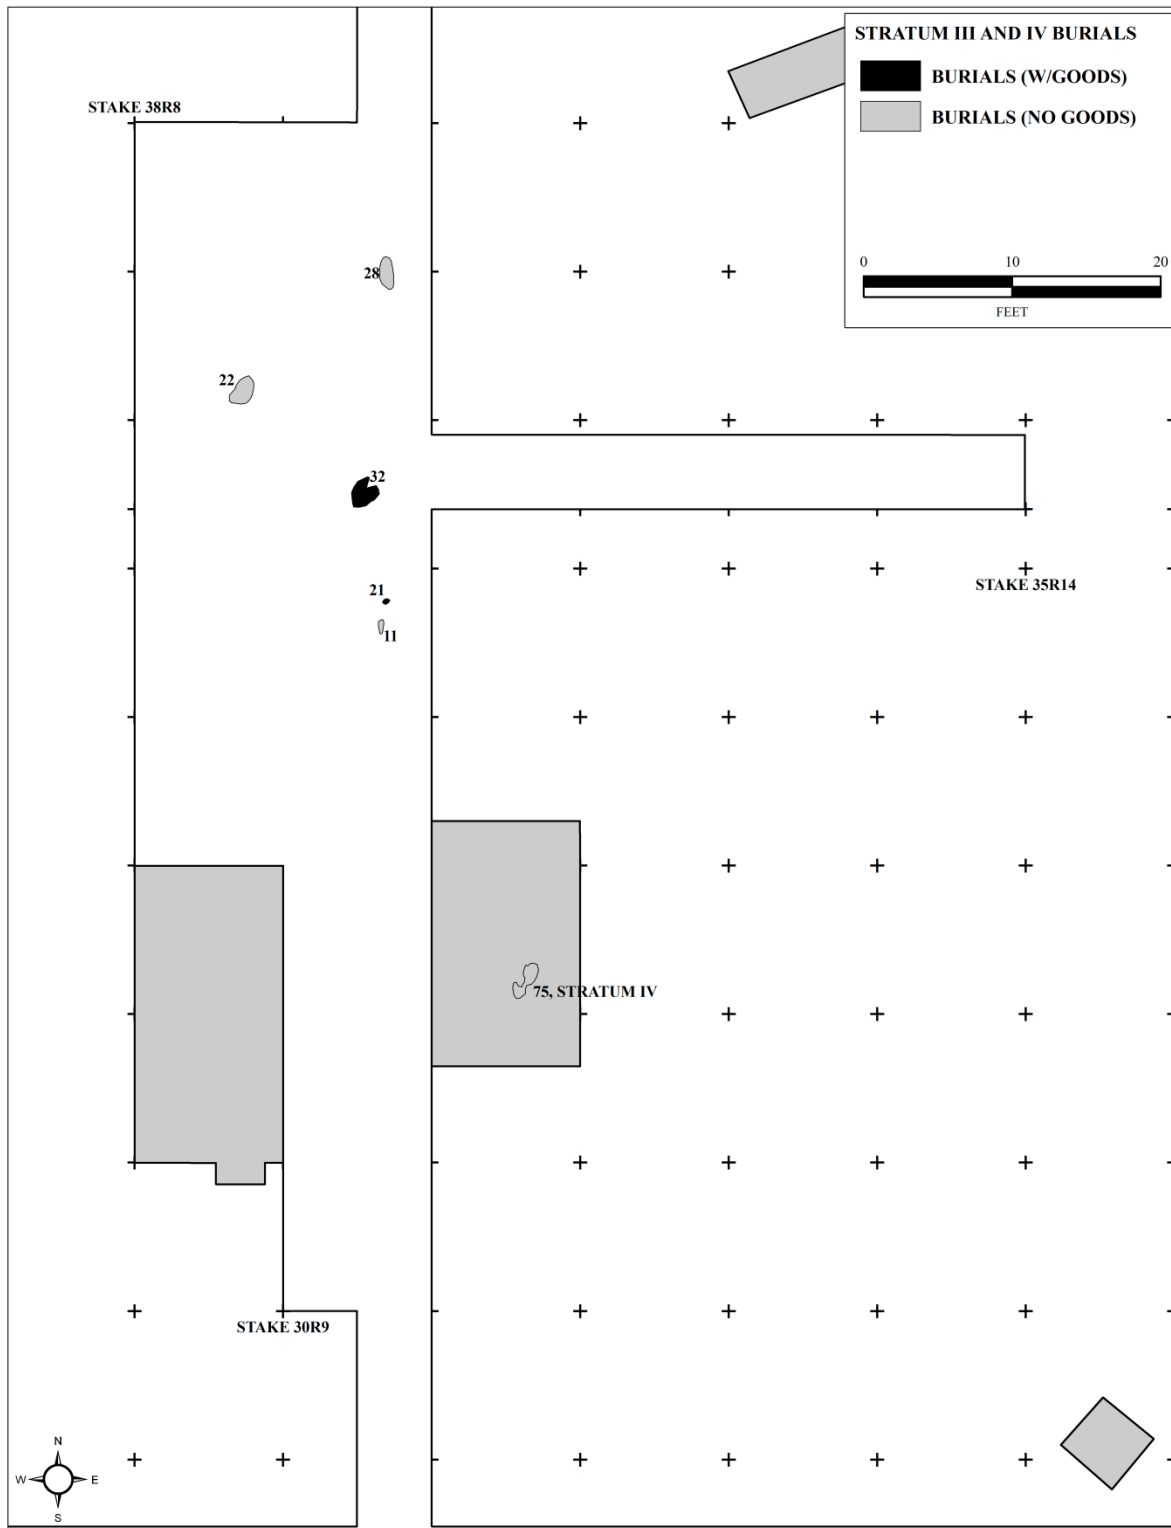 STRATUM III AND IV BURIALS
BURIALS (W/GOODS)
BURIALS (NO GOODS)
0 10 20
FEET
STAKE 38R8
28
22
32
21
11
STAKE 35R14
75, STRATUM IV
STAKE 30R9
N
W E
S